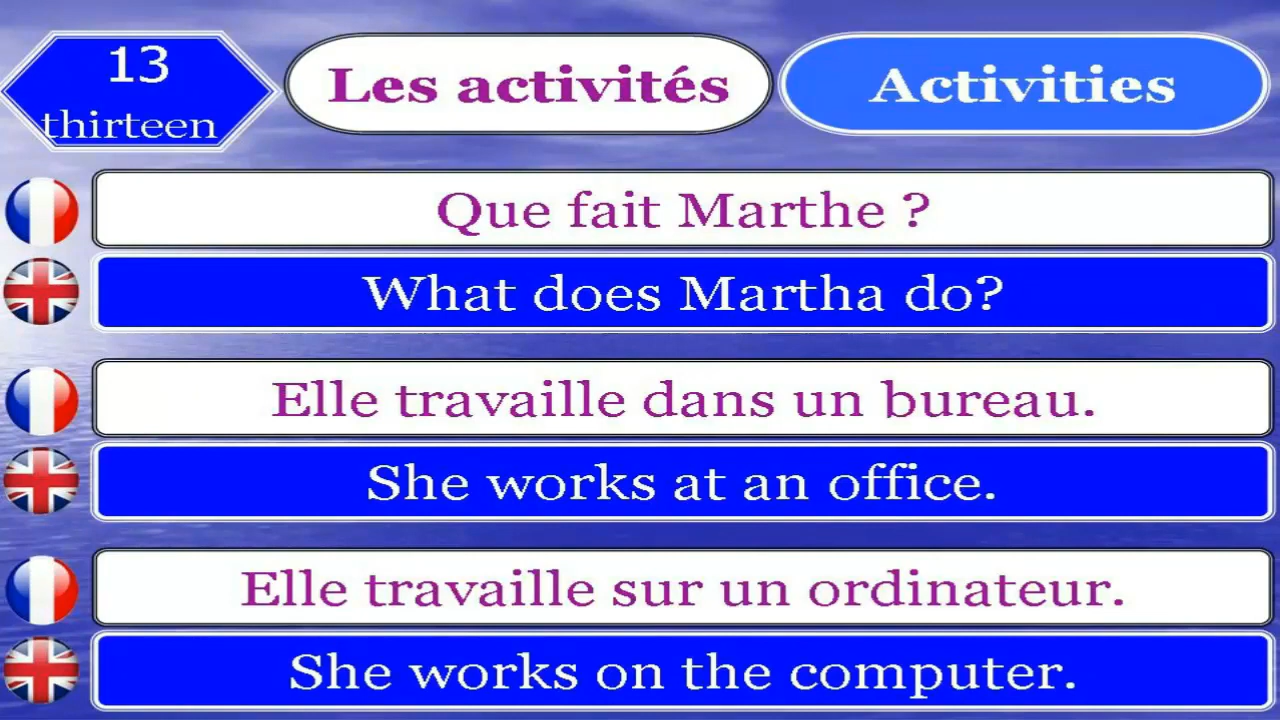 13
thirteen
Les activités
Activities
Que fait Marthe ?
What does Martha do?
Elle travaille dans un bureau.
She works at an office.
Elle travaille sur un ordinateur.
She works on the computer.